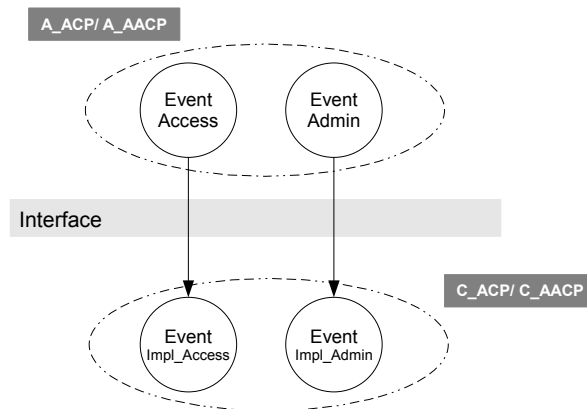 A_ACP/ A_AACP
Event
Access
Event
Admin
Interface
C_ACP/ C_AACP
Event
Impl_Access
Event
Impl_Admin